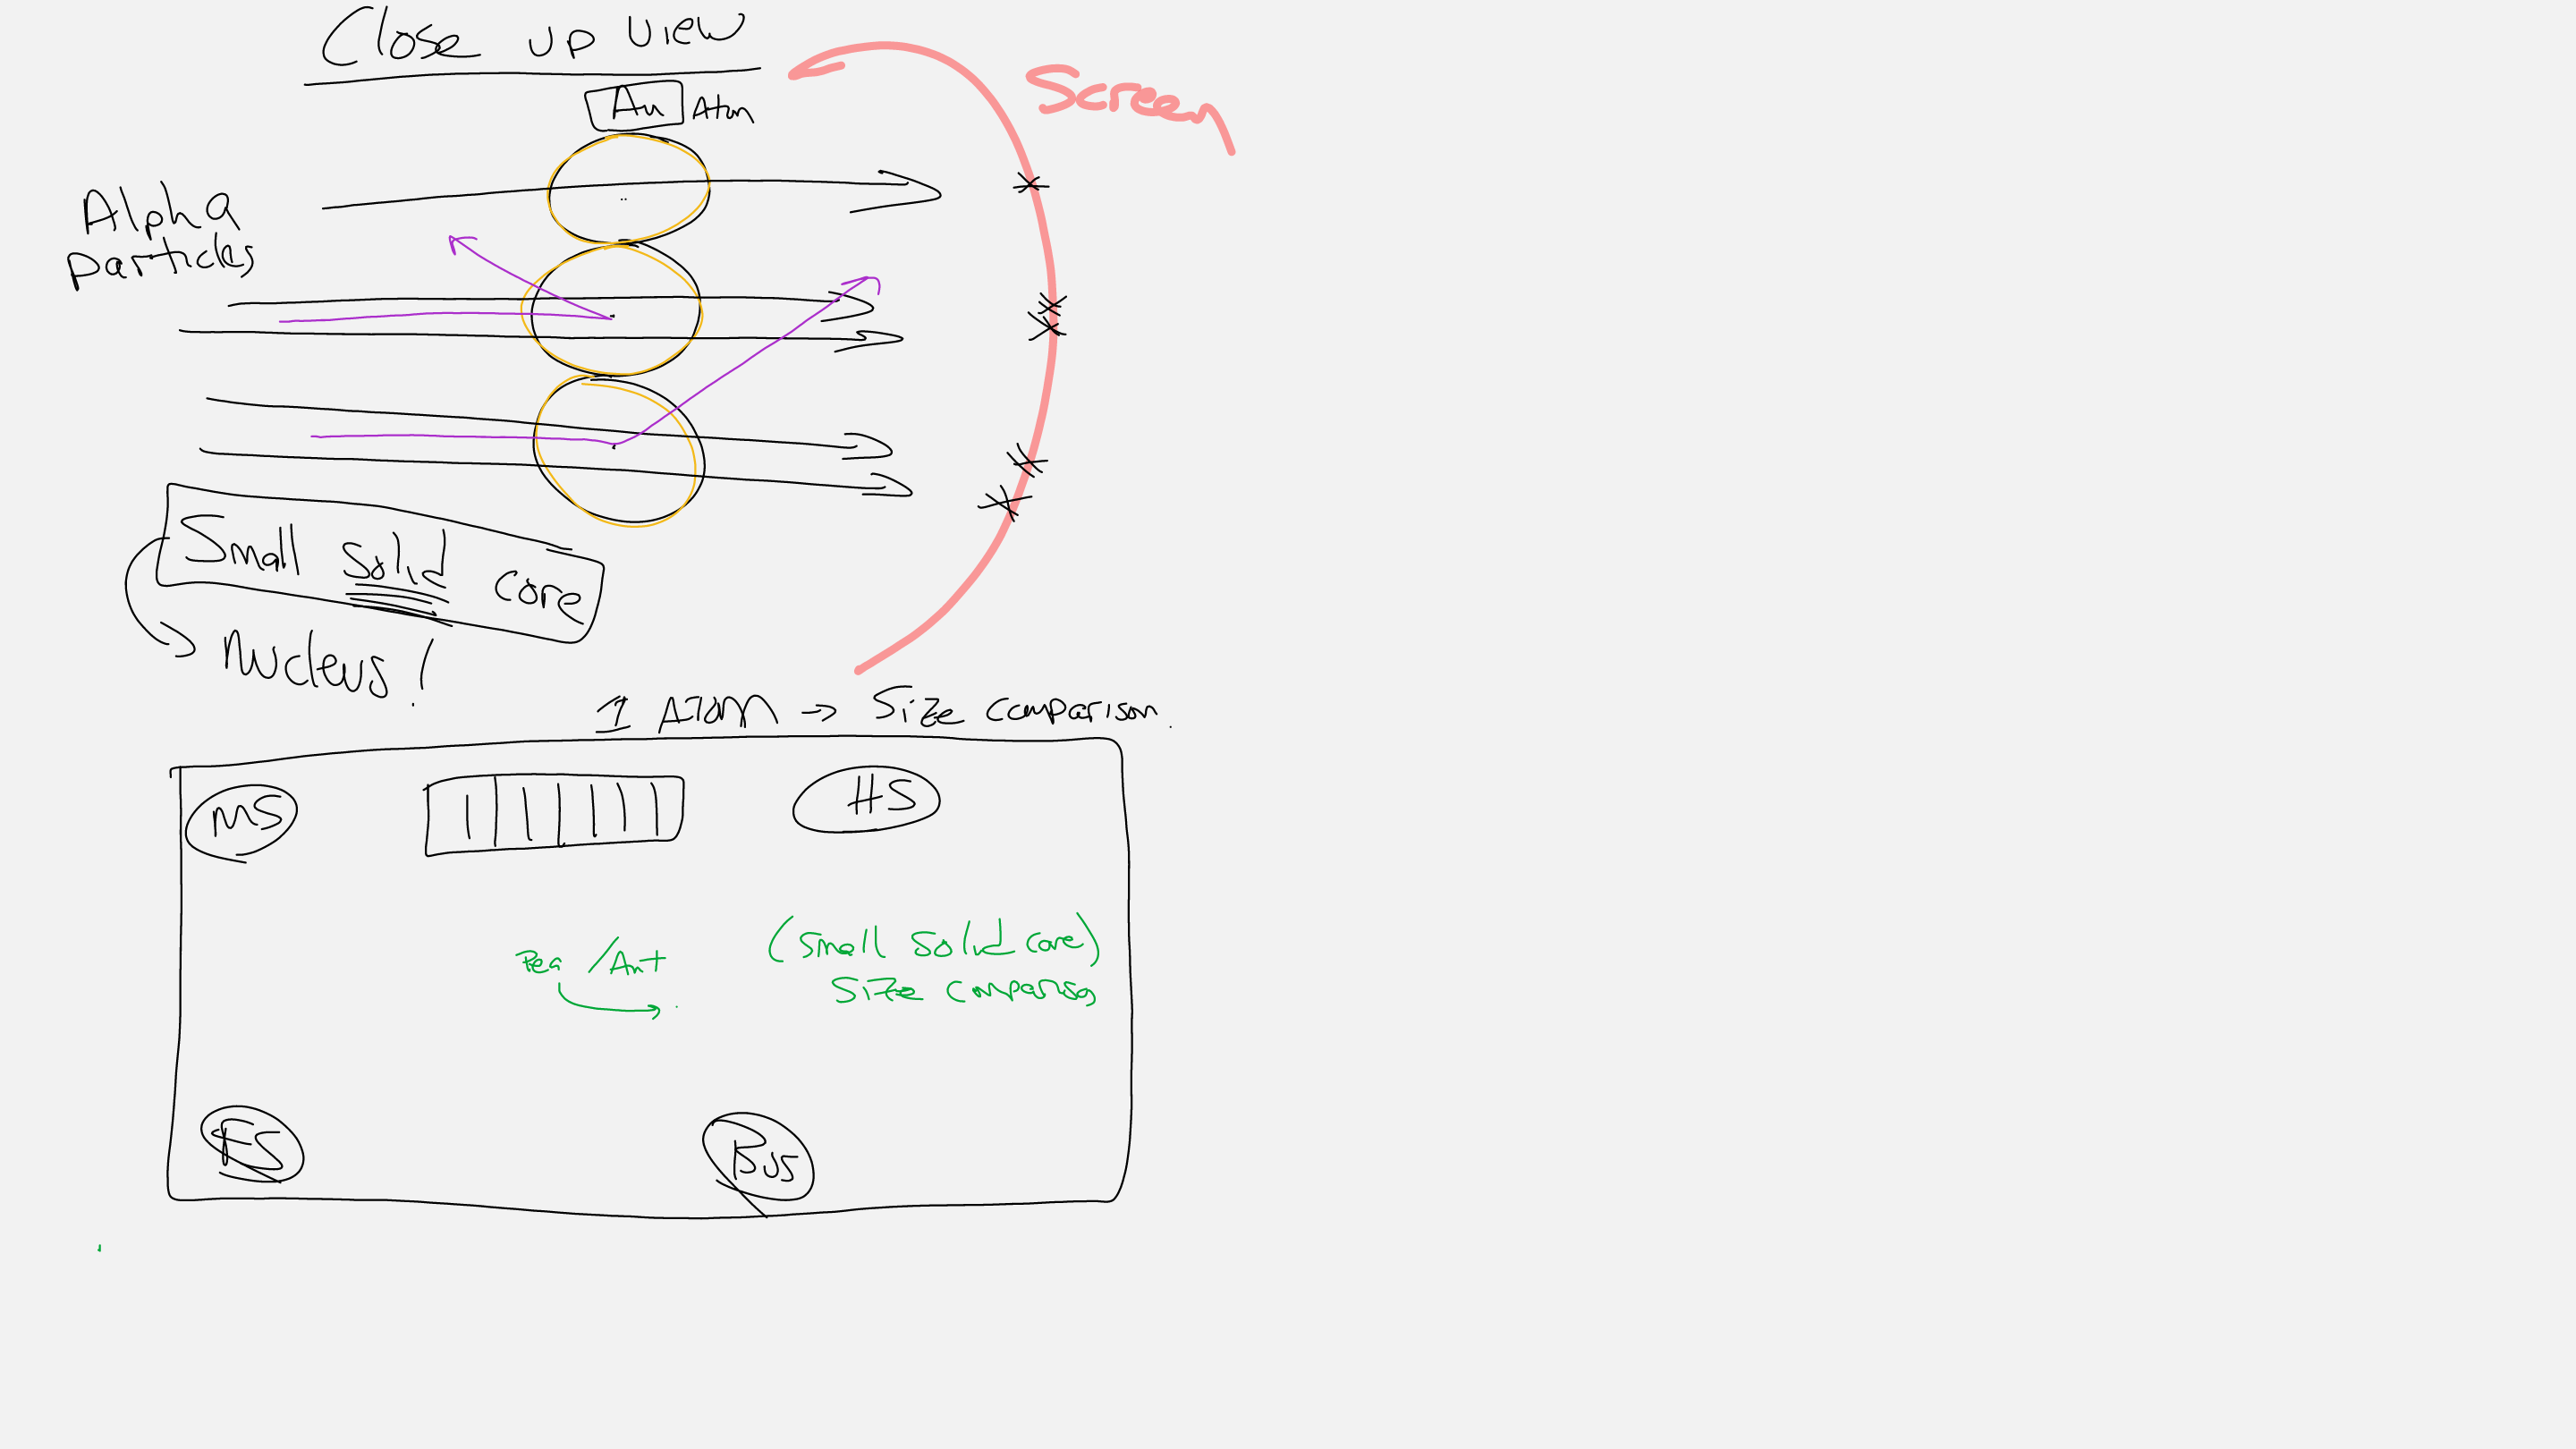 Close up view
Au Atom
Screen
Alpha
particles
Small solid core
Nucleus!
1 Atom → Size comparison.
MS
HS
Pea /Ant
(small solid core)
Size comparison
FS
Bus